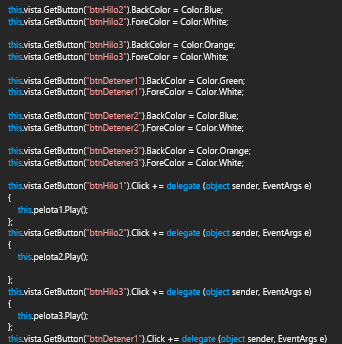 this.vista.GetButton("btnHilo2").BackColor = Color.Blue;
this.vista.GetButton("btnHilo2").ForeColor = Color.White;
this.vista.GetButton("btnHilo3").BackColor = Color.Orange;
this.vista.GetButton("btnHilo3").ForeColor = Color.White;
this.vista.GetButton("btnDetener1").BackColor = Color.Green;
this.vista.GetButton("btnDetener1").ForeColor = Color.White;
this.vista.GetButton("btnDetener2").BackColor = Color.Blue;
this.vista.GetButton("btnDetener2").ForeColor = Color.White;
this.vista.GetButton("btnDetener3").BackColor = Color.Orange;
this.vista.GetButton("btnDetener3").ForeColor = Color.White;
this.vista.GetButton("btnHilo1").Click += delegate (object sender, EventArgs e)
{
this.pelota1.Play();
};
this.vista.GetButton("btnHilo2").Click += delegate (object sender, EventArgs e)
{
this.pelota2.Play();
};
this.vista.GetButton("btnHilo3").Click += delegate (object sender, EventArgs e)
{
this.pelota3.Play();
};
this.vista.GetButton("btnDetener1").Click += delegate (object sender, EventArgs e)